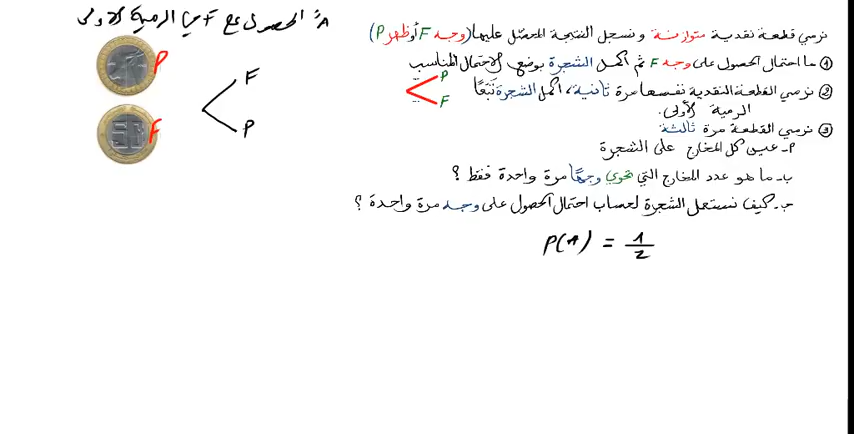 A: الحصول على F في الرمية الأولى
P
F
F
P
نرمي قطعة نقدية متوازنة ونسجل النتيجة المحصل عليها (وجه F أو ظهر P)
① ما احتمال الحصول على وجه F ثم أكمل الشجرة بوضع الاحتمال المناسب
P
F
② نرمي القطعة النقدية نفسها مرة ثانية، أكمل الشجرة تبعًا
الرمية الأولى.
③ نرمي القطعة مرة ثالثة
أ- عين كل المخارج على الشجرة
ب- ما هو عدد المخارج التي تحوي وجهًا مرة واحدة فقط؟
ج- كيف نستعمل الشجرة لحساب احتمال الحصول على وجه مرة واحدة؟
P(A) = 1/2